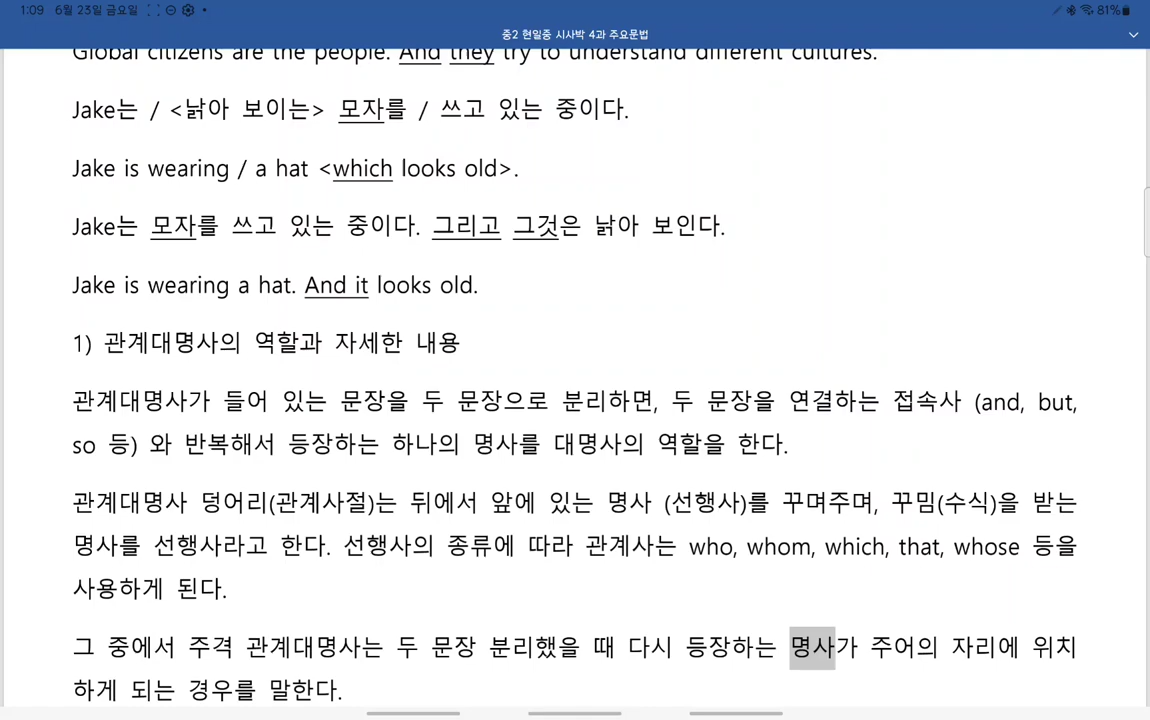 1:09 6월 23일 금요일
81%
중2 현일중 시사박 4과 주요문법
Global citizens are the people. And they try to understand different cultures.
Jake는 / <낡아 보이는> 모자를 / 쓰고 있는 중이다.
Jake is wearing / a hat <which looks old>.
Jake는 모자를 쓰고 있는 중이다. 그리고 그것은 낡아 보인다.
Jake is wearing a hat. And it looks old.
1) 관계대명사의 역할과 자세한 내용
관계대명사가 들어 있는 문장을 두 문장으로 분리하면, 두 문장을 연결하는 접속사 (and, but,
so 등) 와 반복해서 등장하는 하나의 명사를 대명사의 역할을 한다.
관계대명사 덩어리(관계사절)는 뒤에서 앞에 있는 명사 (선행사)를 꾸며주며, 꾸밈(수식)을 받는
명사를 선행사라고 한다. 선행사의 종류에 따라 관계사는 who, whom, which, that, whose 등을
사용하게 된다.
그 중에서 주격 관계대명사는 두 문장 분리했을 때 다시 등장하는 명사가 주어의 자리에 위치
하게 되는 경우를 말한다.